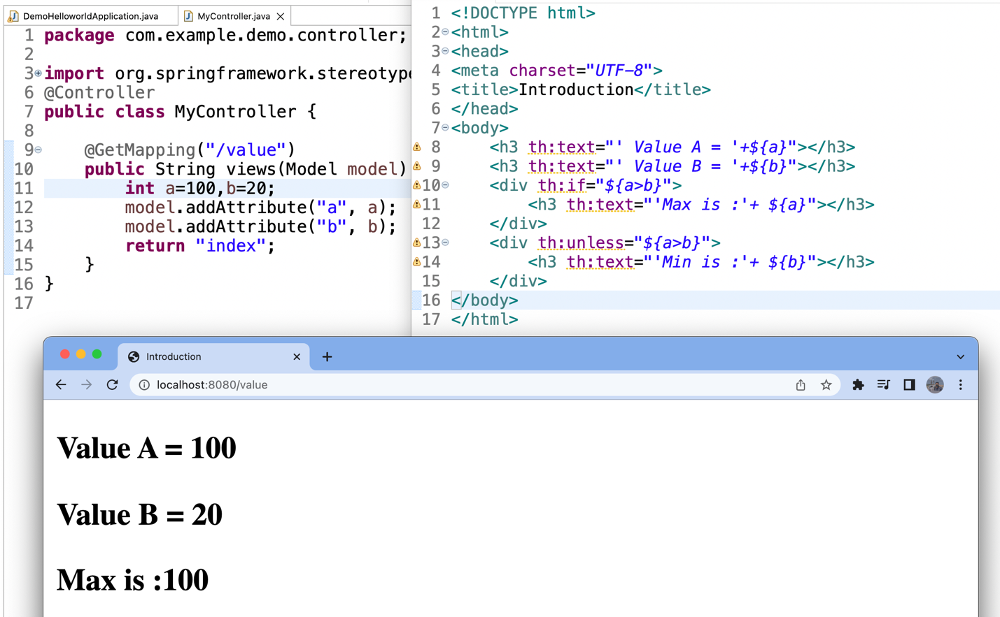 DemoHelloworldApplication.java
MyController.java
1 package com.example.demo.controller;
2
3 import org.springframework.stereotype
6 @Controller
7 public class MyController {
8
9 @GetMapping("/value")
10 public String views(Model model)
11 int a=100,b=20;
12 model.addAttribute("a", a);
13 model.addAttribute("b", b);
14 return "index";
15 }
16 }
17
1 <!DOCTYPE html>
2 <html>
3 <head>
4 <meta charset="UTF-8">
5 <title>Introduction</title>
6 </head>
7 <body>
8 <h3 th:text="' Value A = '+${a}"></h3>
9 <h3 th:text="' Value B = '+${b}"></h3>
10 <div th:if="${a>b}">
11 <h3 th:text="'Max is :'+ ${a}"></h3>
12 </div>
13 <div th:unless="${a>b}">
14 <h3 th:text="'Min is :'+ ${b}"></h3>
15 </div>
16 </body>
17 </html>
Introduction
localhost:8080/value
Value A = 100
Value B = 20
Max is :100